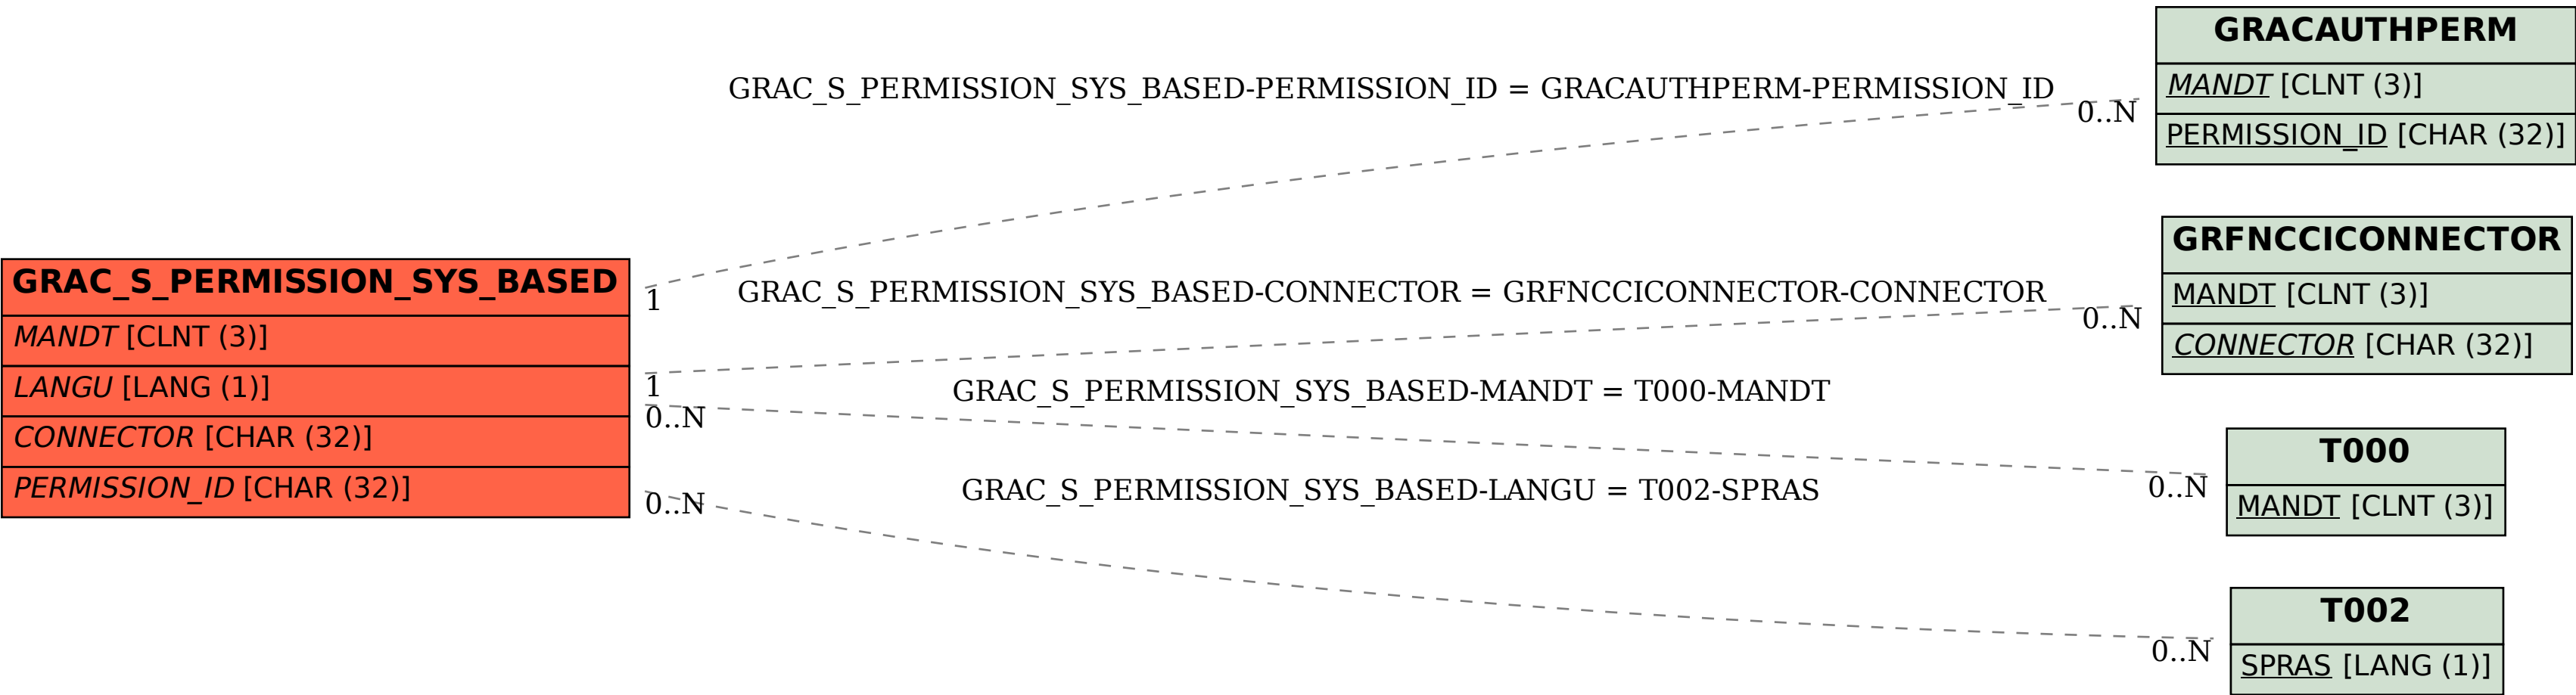 GRAC_S_PERMISSION_SYS_BASED
MANDT [CLNT (3)]
LANGU [LANG (1)]
CONNECTOR [CHAR (32)]
PERMISSION_ID [CHAR (32)]
GRAC_S_PERMISSION_SYS_BASED-PERMISSION_ID = GRACAUTHPERM-PERMISSION_ID
1
0..N
GRAC_S_PERMISSION_SYS_BASED-CONNECTOR = GRFNCCICONNECTOR-CONNECTOR
1
0..N
GRAC_S_PERMISSION_SYS_BASED-MANDT = T000-MANDT
0..N
0..N
GRAC_S_PERMISSION_SYS_BASED-LANGU = T002-SPRAS
0..N
0..N
GRACAUTHPERM
MANDT [CLNT (3)]
PERMISSION_ID [CHAR (32)]
GRFNCCICONNECTOR
MANDT [CLNT (3)]
CONNECTOR [CHAR (32)]
T000
MANDT [CLNT (3)]
T002
SPRAS [LANG (1)]